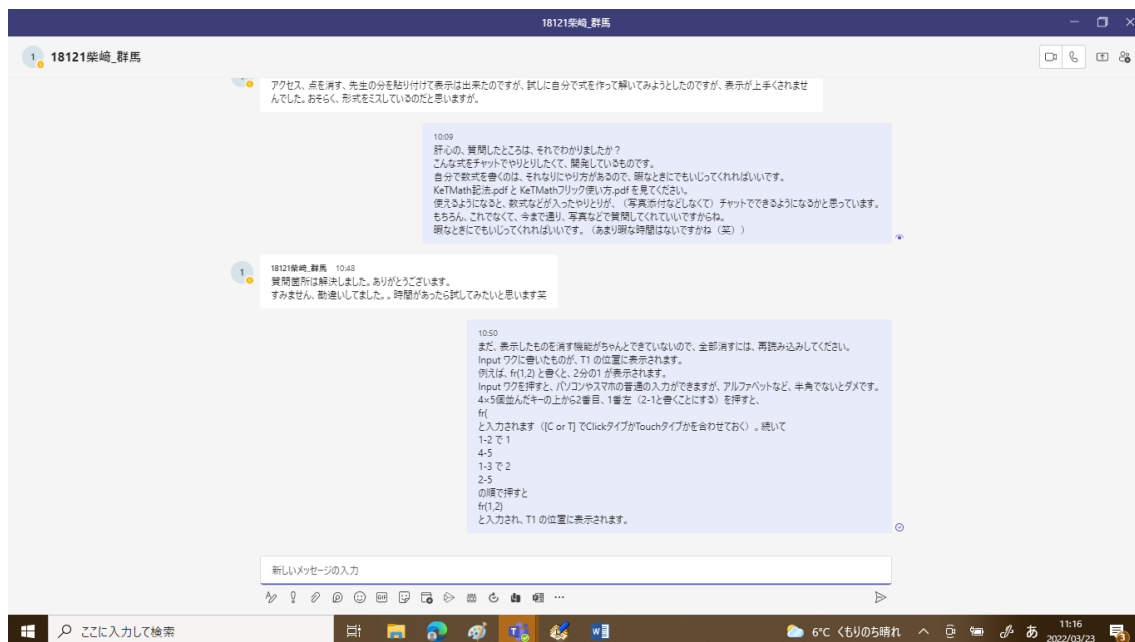 18121柴﨑_群馬
1 18121柴﨑_群馬
アクセス、点を消す、先生の分を貼り付けて表示は出来たのですが、試しに自分で式を作って解いてみようとしたのですが、表示が上手くされませ
んでした。おそらく、形式をミスしているのだと思いますが。
10:09
肝心の、質問したところは、それでわかりましたか？
こんな式をチャットでやりとりしたくて、開発しているものです。
自分で数式を書くのは、それなりにやり方があるので、暇なときにでもいじってくれればいいです。
KeTMath記法.pdf と KeTMathフリック使い方.pdf を見てください。
使えるようになると、数式などが入ったやりとりが、（写真添付などしなくて）チャットでできるようになるかと思っています。
もちろん、これでなくて、今まで通り、写真などで質問してくれていいですからね。
暇なときにでもいじってくれればいいです。（あまり暇な時間はないですかね（笑））
1
18121柴﨑_群馬 10:48
質問箇所は解決しました。ありがとうございます。
すみません、勘違いしてました。。時間があったら試してみたいと思います笑
10:50
まだ、表示したものを消す機能がちゃんとできていないので、全部消すには、再読み込みしてください。
Input ワクに書いたものが、T1 の位置に表示されます。
例えば、fr(1,2) と書くと、2分の1 が表示されます。
Input ワクを押すと、パソコンやスマホの普通の入力ができますが、アルファベットなど、半角でないとダメです。
4×5個並んだキーの上から2番目、1番左（2-1と書くことにする）を押すと、
fr(
と入力されます（[C or T] でClickタイプかTouchタイプかを合わせておく）。続いて
1-2 で 1
4-5
1-3 で 2
2-5
の順で押すと
fr(1,2)
と入力され、T1 の位置に表示されます。
新しいメッセージの入力
GIF
ここに入力して検索
6°C くもりのち晴れ
あ
11:16
2022/03/23
3